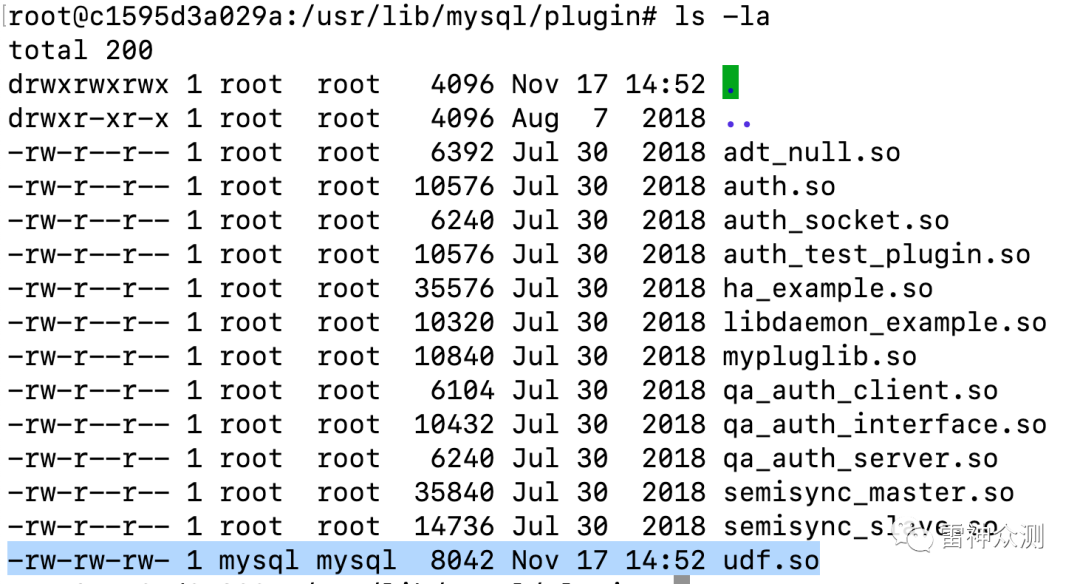 [root@c1595d3a029a:/usr/lib/mysql/plugin# ls -la
total 200
drwxrwxrwx 1 root  root   4096 Nov 17 14:52 .
drwxr-xr-x 1 root  root   4096 Aug  7  2018 ..
-rw-r--r-- 1 root  root   6392 Jul 30  2018 adt_null.so
-rw-r--r-- 1 root  root  10576 Jul 30  2018 auth.so
-rw-r--r-- 1 root  root   6240 Jul 30  2018 auth_socket.so
-rw-r--r-- 1 root  root  10576 Jul 30  2018 auth_test_plugin.so
-rw-r--r-- 1 root  root  35576 Jul 30  2018 ha_example.so
-rw-r--r-- 1 root  root  10320 Jul 30  2018 libdaemon_example.so
-rw-r--r-- 1 root  root  10840 Jul 30  2018 mypluglib.so
-rw-r--r-- 1 root  root   6104 Jul 30  2018 qa_auth_client.so
-rw-r--r-- 1 root  root  10432 Jul 30  2018 qa_auth_interface.so
-rw-r--r-- 1 root  root   6240 Jul 30  2018 qa_auth_server.so
-rw-r--r-- 1 root  root  35840 Jul 30  2018 semisync_master.so
-rw-r--r-- 1 root  root  14736 Jul 30  2018 semisync_slave.so
雷神众测
-rw-rw-rw- 1 mysql mysql  8042 Nov 17 14:52 udf.so